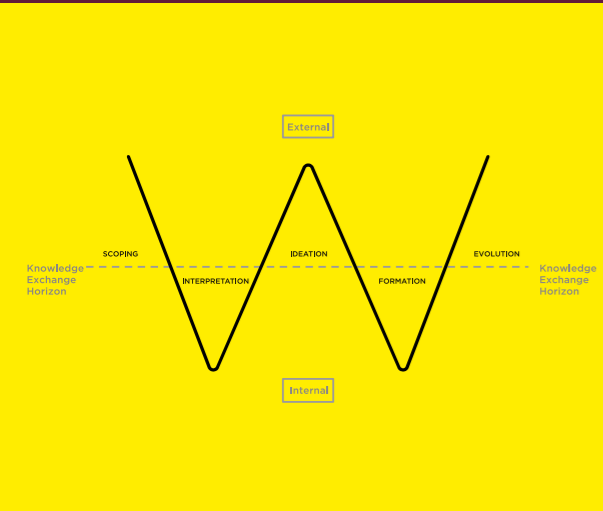 External
SCOPING
IDEATION
EVOLUTION
Knowledge
Exchange
Horizon
Knowledge
Exchange
Horizon
INTERPRETATION
FORMATION
Internal